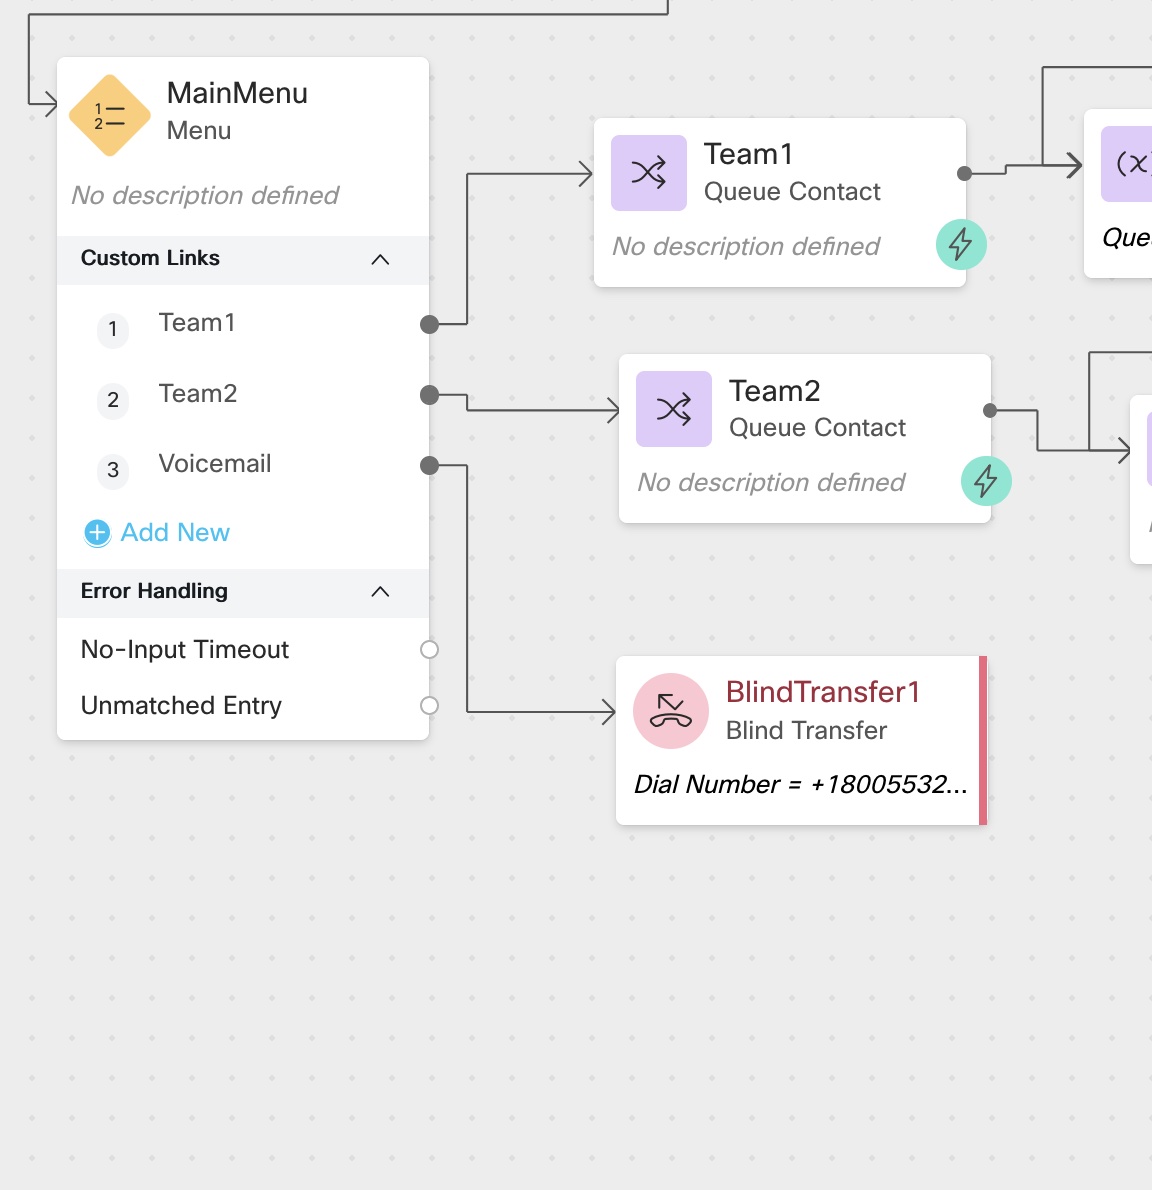 1
2
MainMenu
Menu
No description defined
Custom Links
1 Team1
2 Team2
3 Voicemail
Add New
Error Handling
No-Input Timeout
Unmatched Entry
Team1
Queue Contact
No description defined
Team2
Queue Contact
No description defined
BlindTransfer1
Blind Transfer
Dial Number = +18005532...
(x)